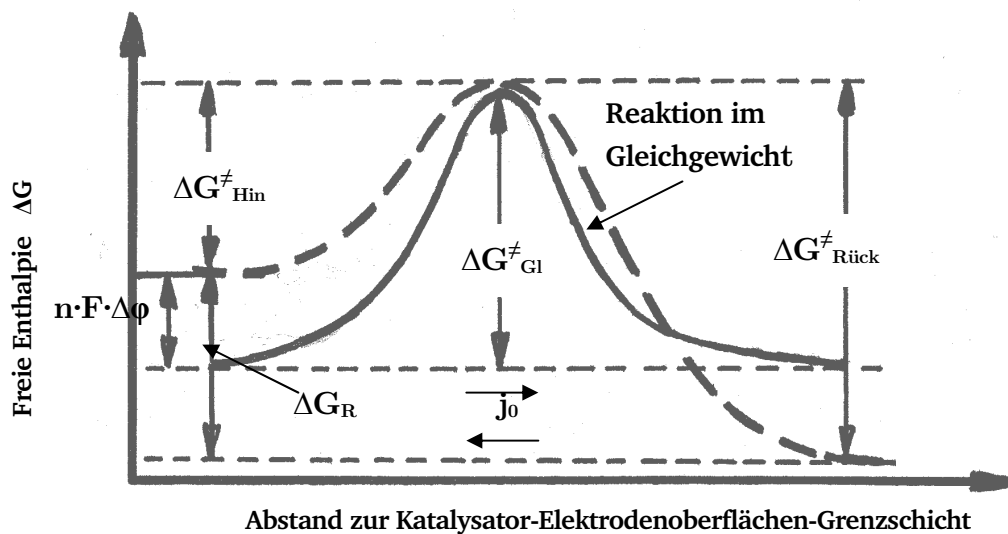 Freie Enthalpie ΔG
Reaktion im
Gleichgewicht
ΔG≠Hin
ΔG≠Gl
ΔG≠Rück
n·F·Δφ
ΔGR
j0
Abstand zur Katalysator-Elektrodenoberflächen-Grenzschicht